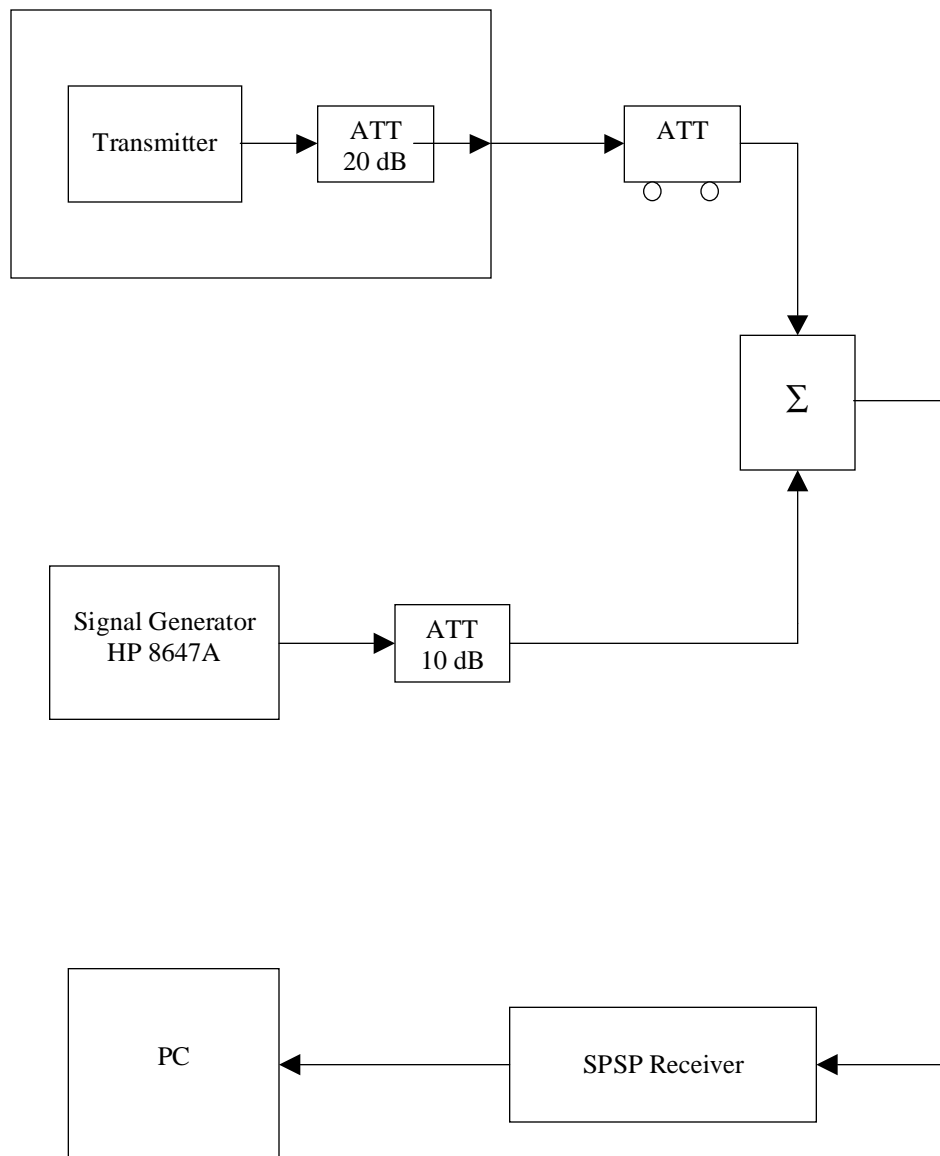 Transmitter
ATT
20 dB
ATT
Σ
Signal Generator
HP 8647A
ATT
10 dB
PC
SPSP Receiver